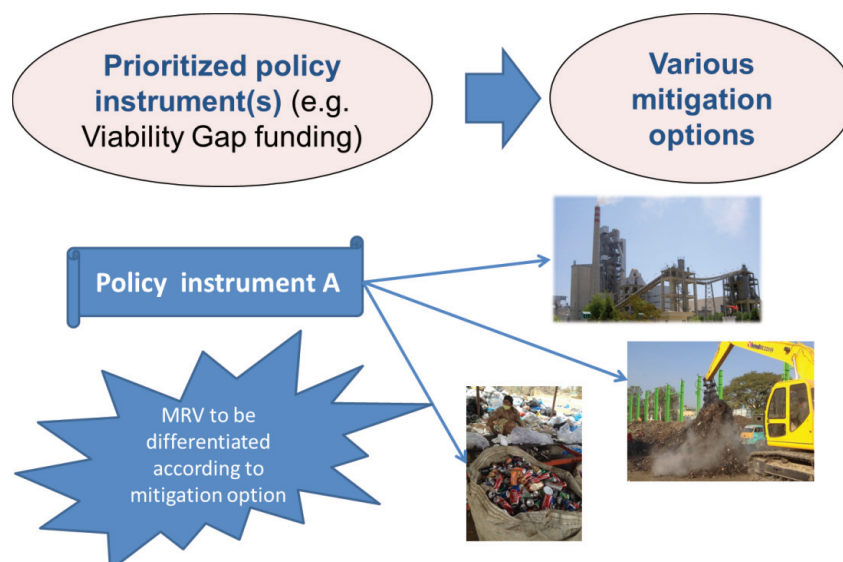 Prioritized policy
instrument(s) (e.g.
Viability Gap funding)
Various
mitigation
options
Policy instrument A
MRV to be
differentiated
according to
mitigation option